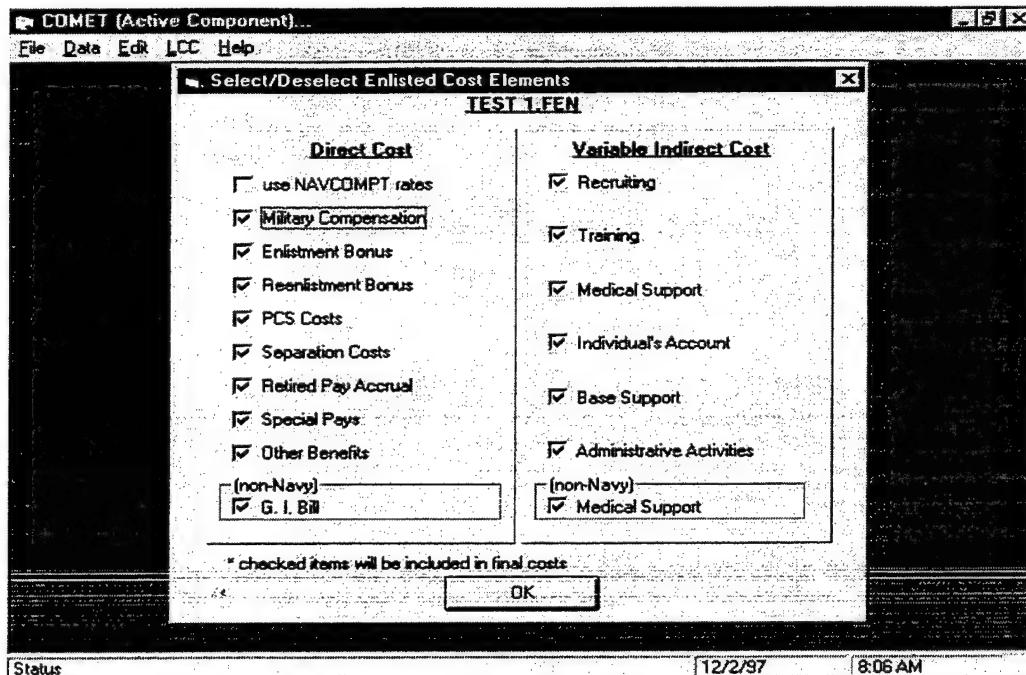 COMET (Active Component)...
File Data Edit LCC Help
Select/Deselect Enlisted Cost Elements
TEST 1.FEN
Direct Cost
use NAVCOMPT rates
Military Compensation
Enlistment Bonus
Reenlistment Bonus
PCS Costs
Separation Costs
Retired Pay Accrual
Special Pays
Other Benefits
(non-Navy)
G. I. Bill
Variable Indirect Cost
Recruiting
Training
Medical Support
Individual's Account
Base Support
Administrative Activities
(non-Navy)
Medical Support
* checked items will be included in final costs
OK
Status 12/2/97 8:06 AM